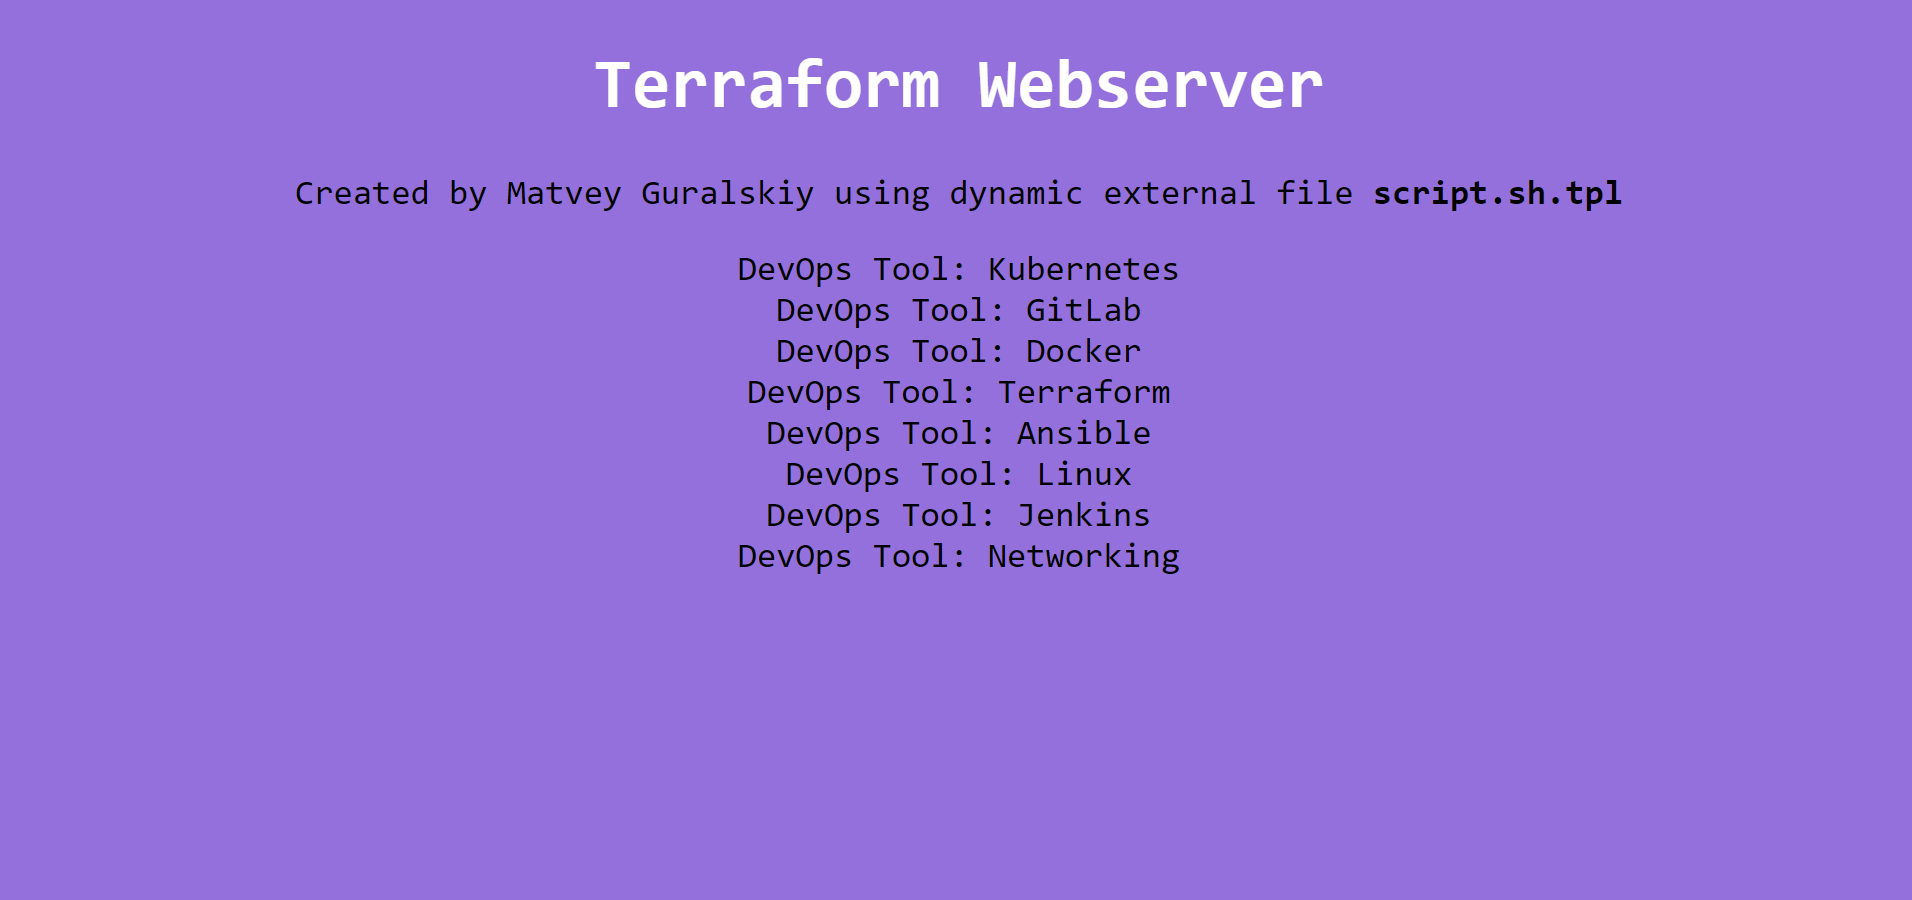 Terraform Webserver
Created by Matvey Guralskiy using dynamic external file script.sh.tpl
DevOps Tool: Kubernetes
DevOps Tool: GitLab
DevOps Tool: Docker
DevOps Tool: Terraform
DevOps Tool: Ansible
DevOps Tool: Linux
DevOps Tool: Jenkins
DevOps Tool: Networking